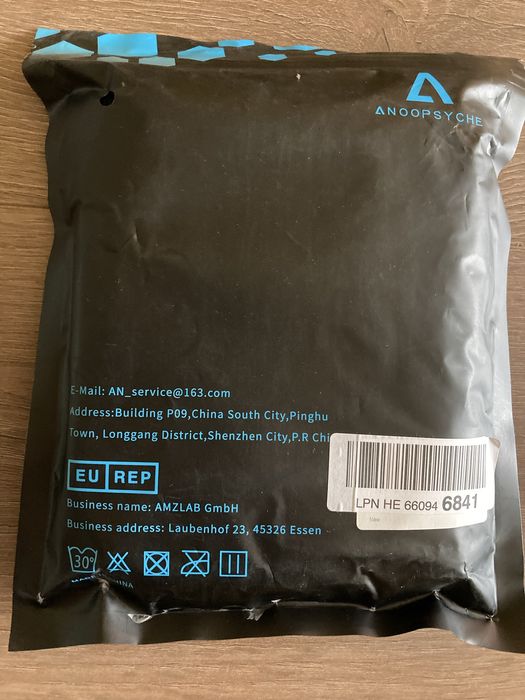 ANOOPSYCHE
E-Mail: AN_service@163.com
Address:Building P09,China South City,Pinghu
Town, Longgang District,Shenzhen City,P.R Chi
LPN HE 66094 6841
EU REP
Business name: AMZLAB GmbH
Business address: Laubenhof 23, 45326 Essen
30°